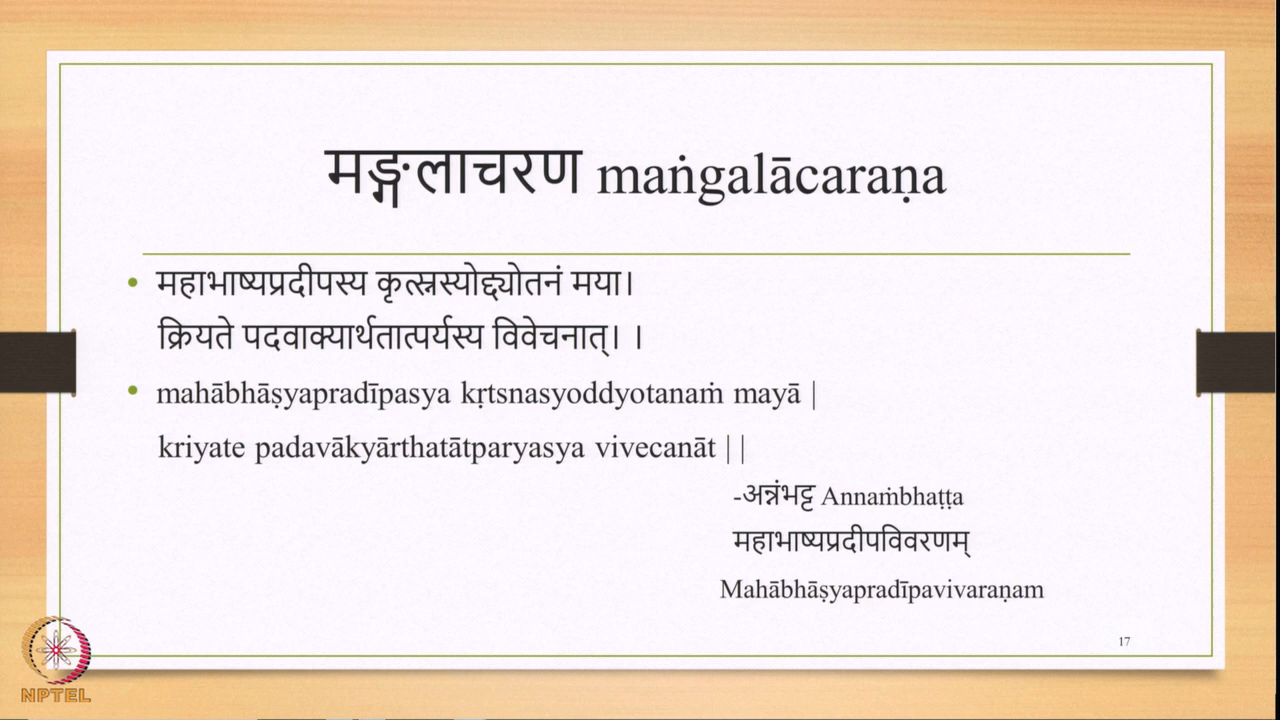 मङ्गलाचरण maṅgalācaraṇa
• महाभाष्यप्रदीपस्य कृत्स्नस्योद्द्योतनं मया।
क्रियते पदवाक्यार्थतात्पर्यस्य विवेचनात्। ।
• mahābhāṣyapradīpasya kṛtsnasyoddyotanaṁ mayā |
kriyate padavākyārthatātparyasya vivecanāt | |
-अन्नंभट्ट Annaṁbhaṭṭa
महाभाष्यप्रदीपविवरणम्
Mahābhāṣyapradīpavivaraṇam
17
NPTEL